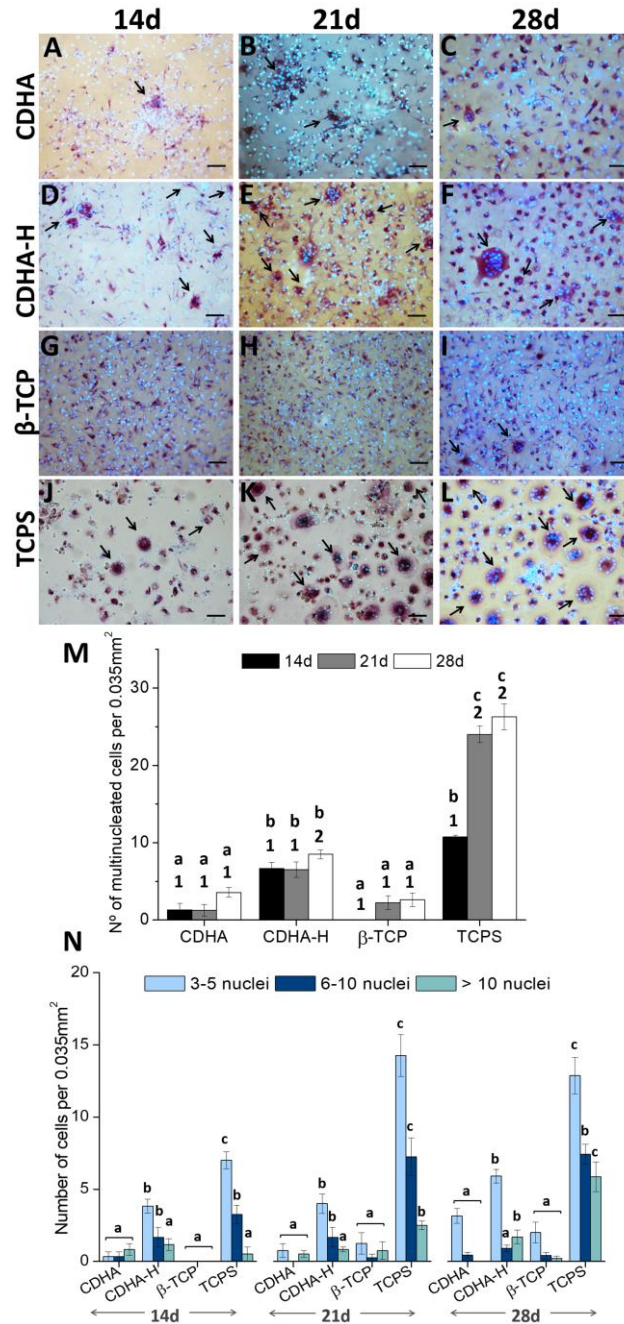 14d 21d 28d
CDHA
A B C
CDHA-H
D E F
β-TCP
G H I
TCPS
J K L
M
14d 21d 28d
Nº of multinucleated cells per 0.035mm²
30
20
10
0
a a a
1 1 1
b b b
1 1 2
a a
1 1 1
a
b c c
1 2 2
CDHA CDHA-H β-TCP TCPS
N
3-5 nuclei 6-10 nuclei > 10 nuclei
Number of cells per 0.035mm²
20
15
10
5
0
a b b a a c b a
a b b a a c c b
a b a b a c b c
CDHA CDHA-H β-TCP TCPS CDHA CDHA-H β-TCP TCPS CDHA CDHA-H β-TCP TCPS
14d 21d 28d